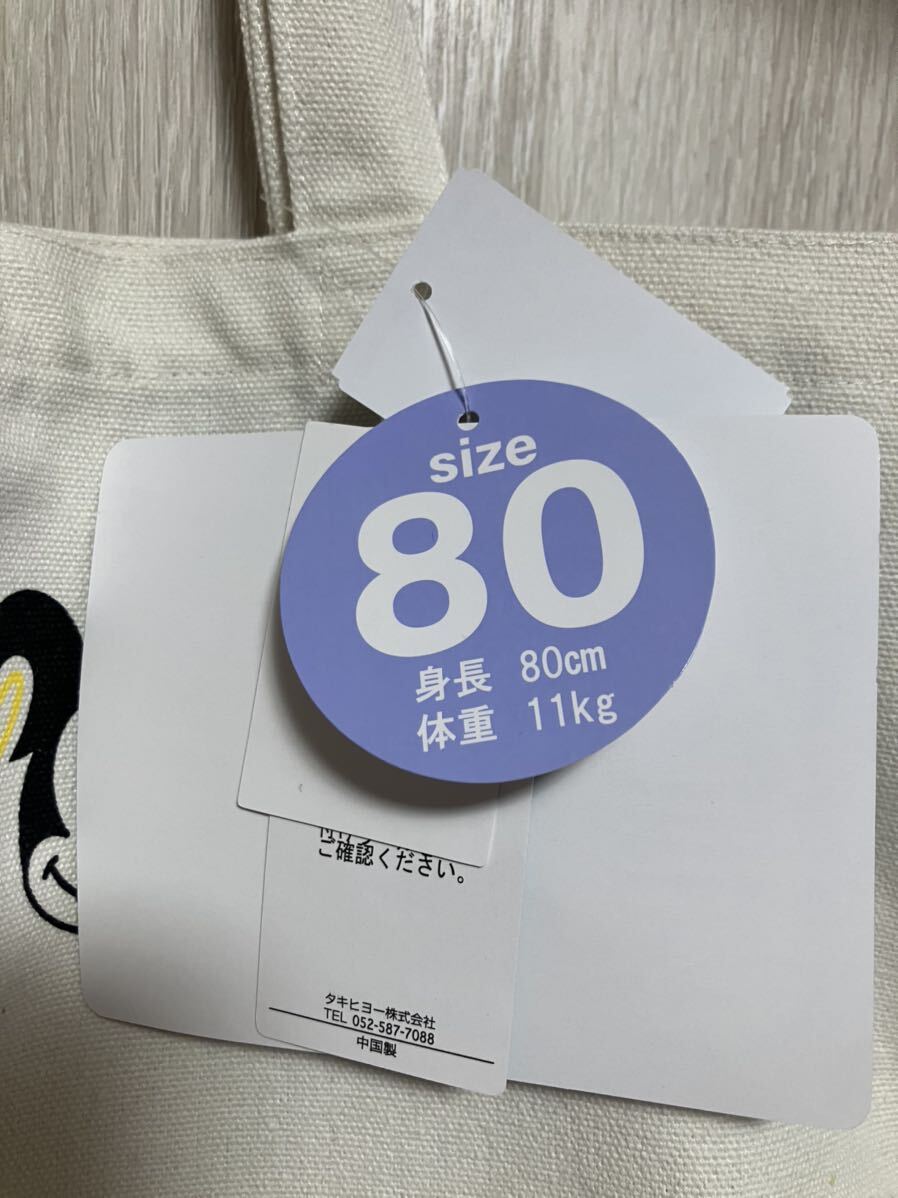 size
80
身長 80cm
体重 11kg
ご確認ください。
タキヒヨー株式会社
TEL 052-587-7088
中国製